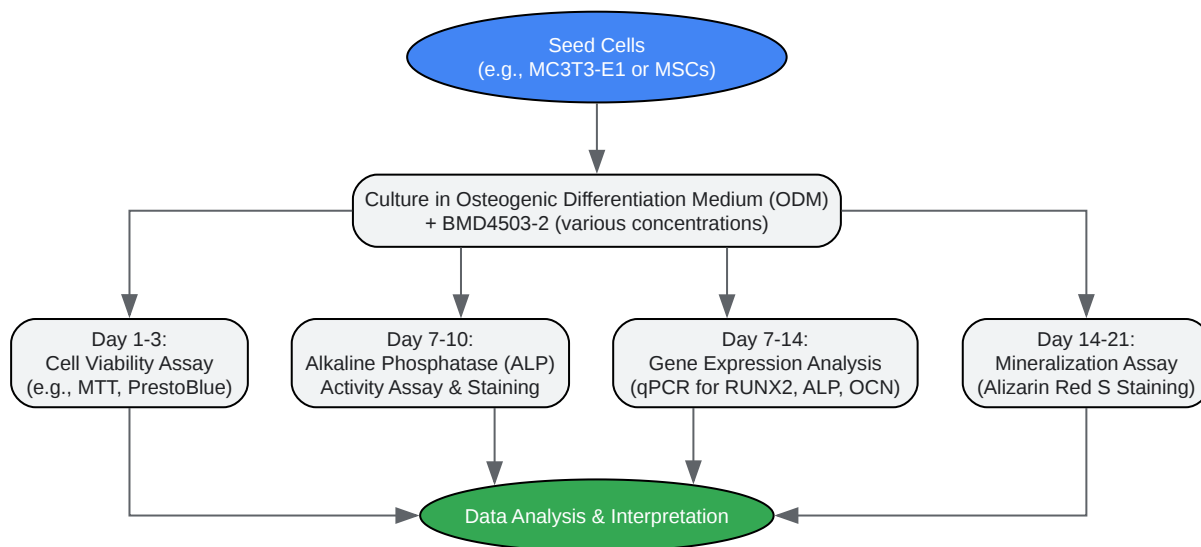 Seed Cells
(e.g., MC3T3-E1 or MSCs)
Culture in Osteogenic Differentiation Medium (ODM)
+ BMD4503-2 (various concentrations)
Day 1-3:
Cell Viability Assay
(e.g., MTT, PrestoBlue)
Day 7-10:
Alkaline Phosphatase (ALP)
Activity Assay & Staining
Day 7-14:
Gene Expression Analysis
(qPCR for RUNX2, ALP, OCN)
Day 14-21:
Mineralization Assay
(Alizarin Red S Staining)
Data Analysis & Interpretation